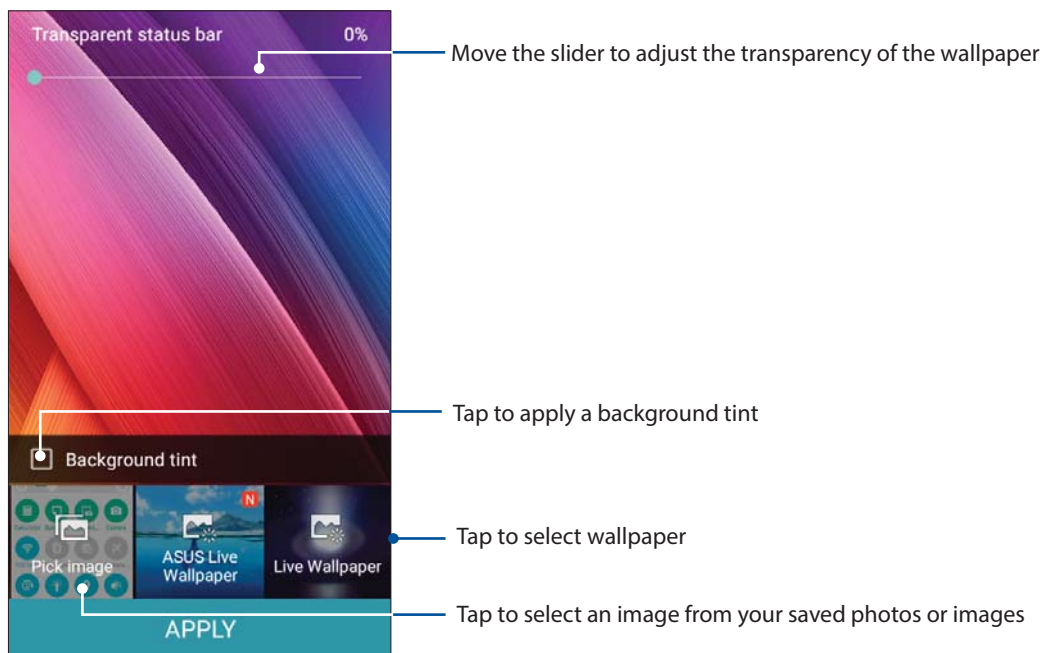 Transparent status bar 0%
Move the slider to adjust the transparency of the wallpaper
Tap to apply a background tint
Background tint
N
Pick image
ASUS Live
Wallpaper
Live Wallpaper
Tap to select wallpaper
Tap to select an image from your saved photos or images
APPLY